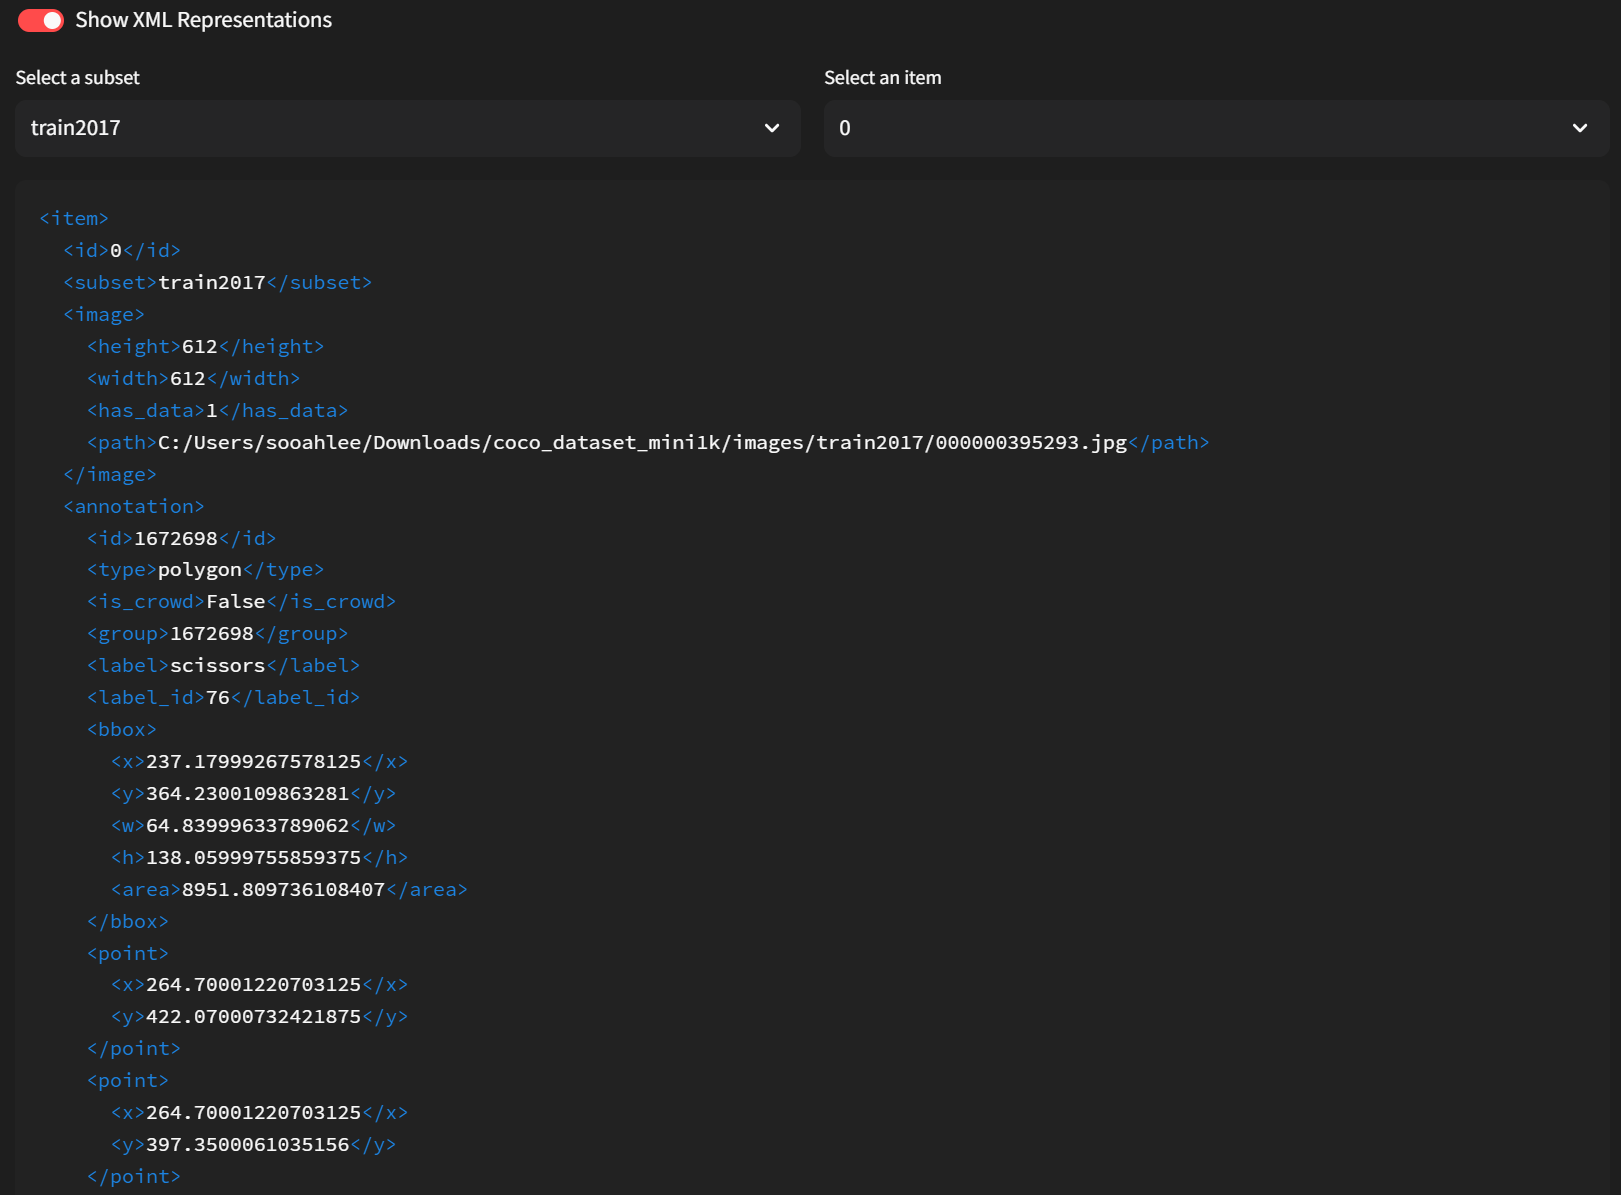 Show XML Representations
Select a subset
Select an item
train2017
0
<item>
<id>0</id>
<subset>train2017</subset>
<image>
<height>612</height>
<width>612</width>
<has_data>1</has_data>
<path>C:/Users/sooahlee/Downloads/coco_dataset_mini1k/images/train2017/000000395293.jpg</path>
</image>
<annotation>
<id>1672698</id>
<type>polygon</type>
<is_crowd>False</is_crowd>
<group>1672698</group>
<label>scissors</label>
<label_id>76</label_id>
<bbox>
<x>237.17999267578125</x>
<y>364.2300109863281</y>
<w>64.83999633789062</w>
<h>138.05999755859375</h>
<area>8951.809736108407</area>
</bbox>
<point>
<x>264.70001220703125</x>
<y>422.07000732421875</y>
</point>
<point>
<x>264.70001220703125</x>
<y>397.3500061035156</y>
</point>